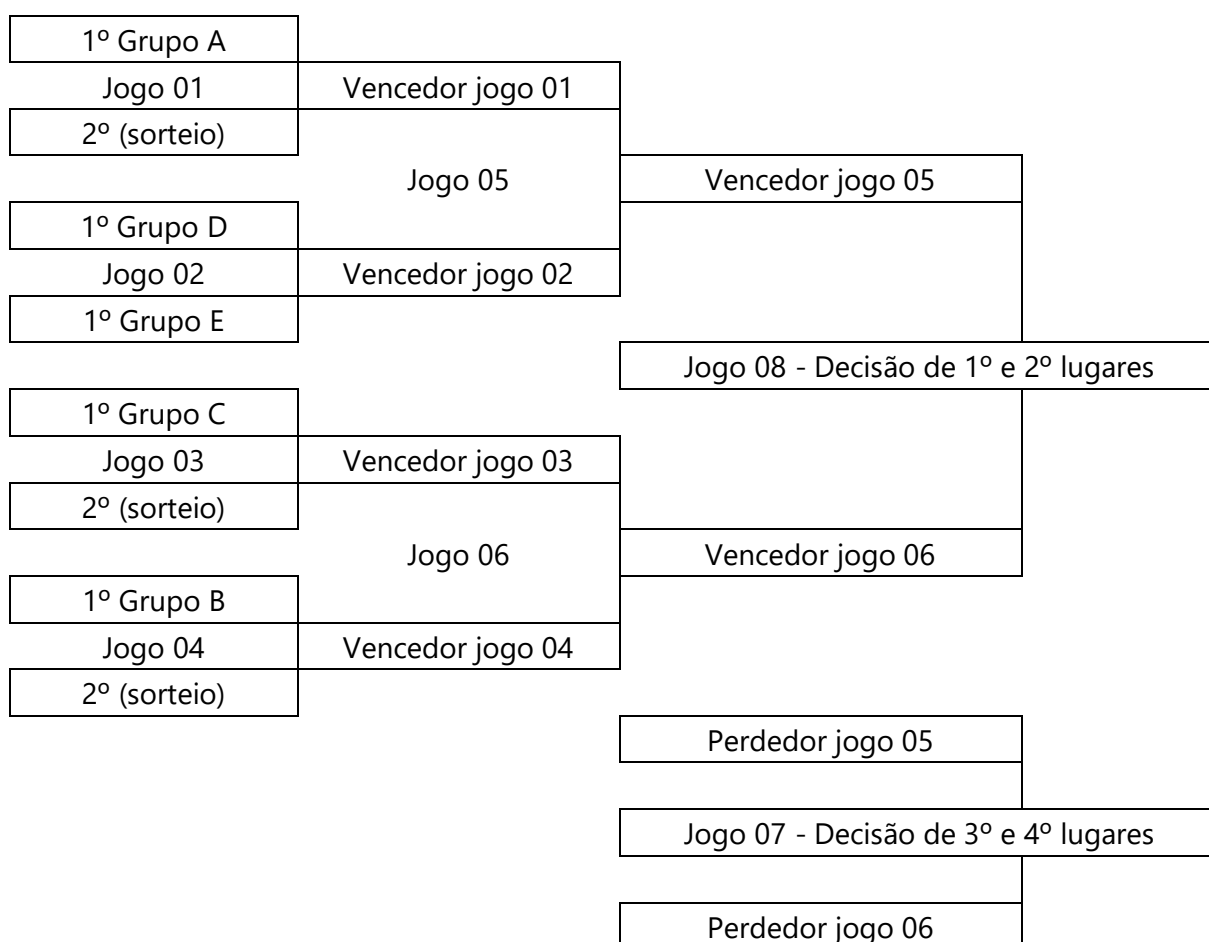 1º Grupo A
Jogo 01
Vencedor jogo 01
2º (sorteio)
Jogo 05
Vencedor jogo 05
1º Grupo D
Jogo 02
Vencedor jogo 02
1º Grupo E
Jogo 08 - Decisão de 1º e 2º lugares
1º Grupo C
Jogo 03
Vencedor jogo 03
2º (sorteio)
Jogo 06
Vencedor jogo 06
1º Grupo B
Jogo 04
Vencedor jogo 04
2º (sorteio)
Perdedor jogo 05
Jogo 07 - Decisão de 3º e 4º lugares
Perdedor jogo 06